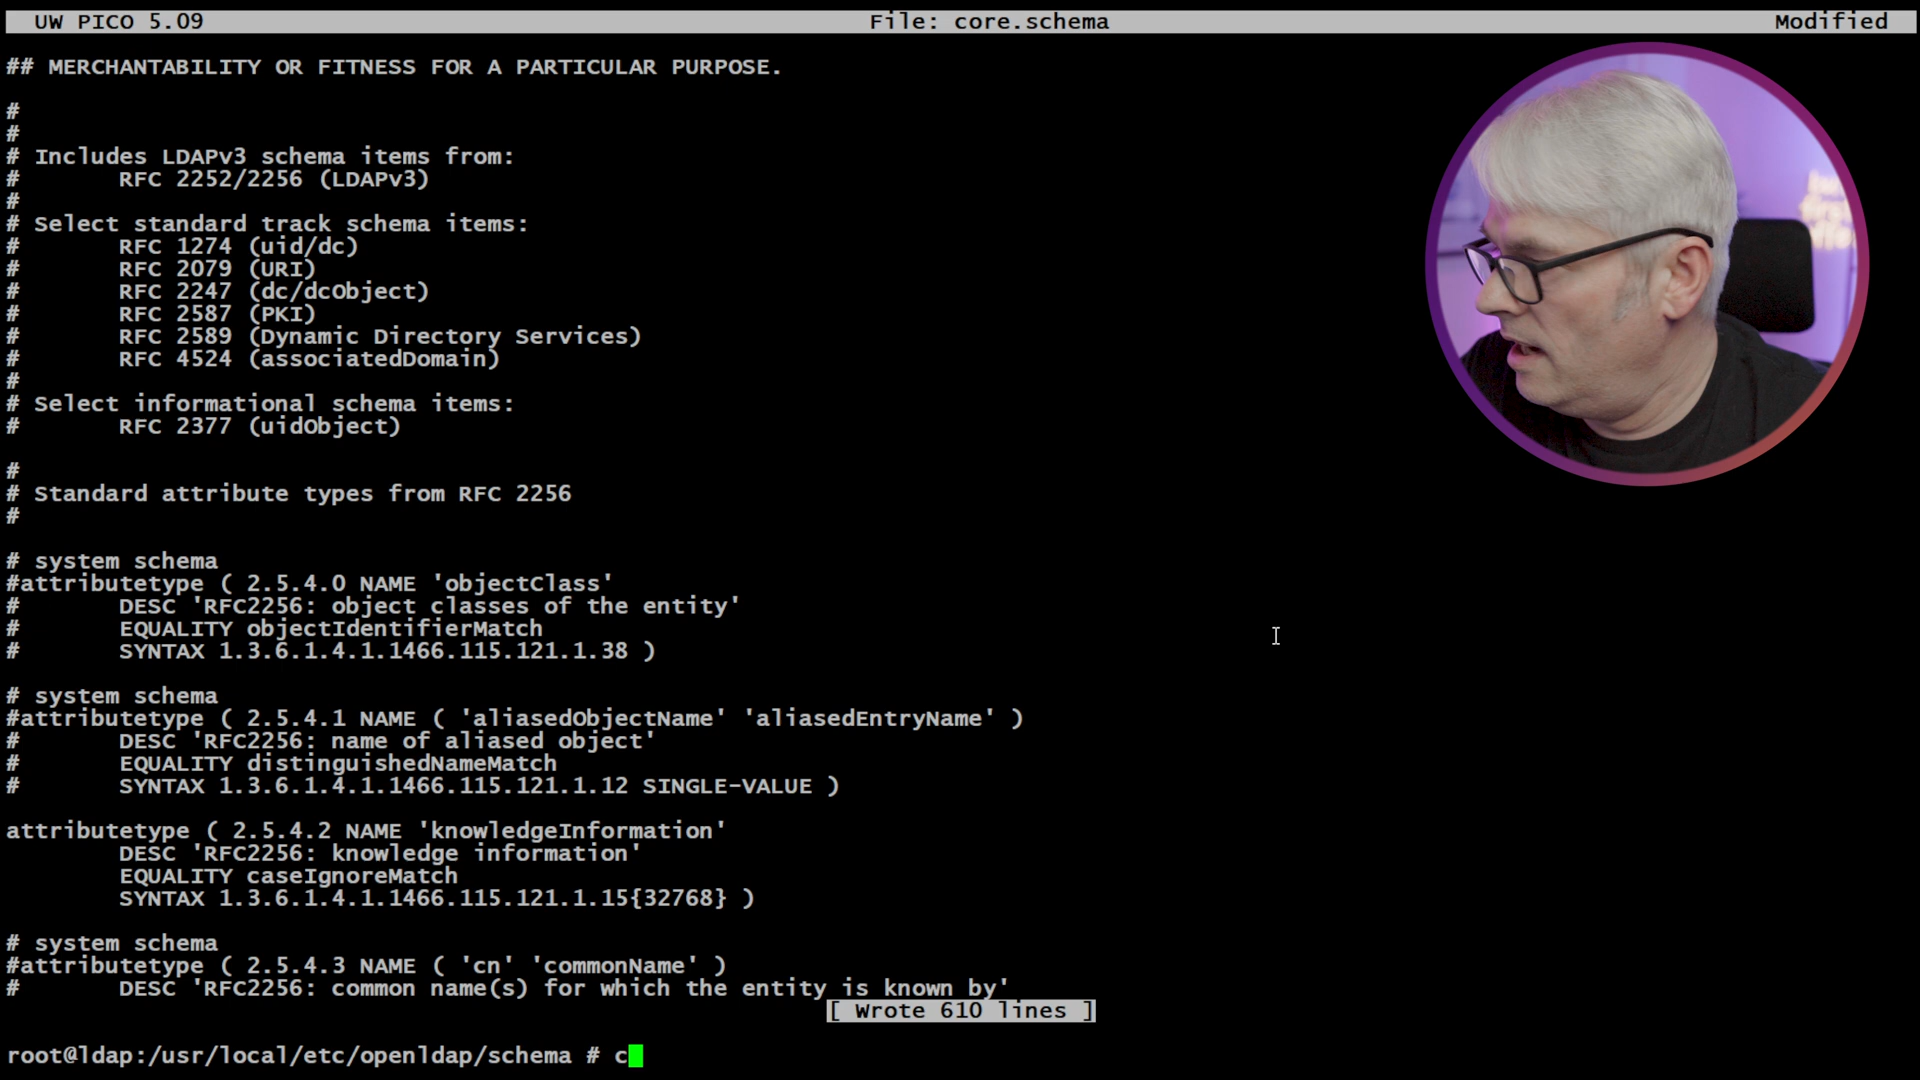 UW PICO 5.09 File: core.schema Modified
## MERCHANTABILITY OR FITNESS FOR A PARTICULAR PURPOSE.
#
#
# Includes LDAPv3 schema items from:
# RFC 2252/2256 (LDAPv3)
#
# Select standard track schema items:
# RFC 1274 (uid/dc)
# RFC 2079 (URI)
# RFC 2247 (dc/dcObject)
# RFC 2587 (PKI)
# RFC 2589 (Dynamic Directory Services)
# RFC 4524 (associatedDomain)
#
# Select informational schema items:
# RFC 2377 (uidObject)
#
# Standard attribute types from RFC 2256
#
# system schema
#attributetype ( 2.5.4.0 NAME 'objectClass'
# DESC 'RFC2256: object classes of the entity'
# EQUALITY objectIdentifierMatch
# SYNTAX 1.3.6.1.4.1.1466.115.121.1.38 )
# system schema
#attributetype ( 2.5.4.1 NAME ( 'aliasedObjectName' 'aliasedEntryName' )
# DESC 'RFC2256: name of aliased object'
# EQUALITY distinguishedNameMatch
# SYNTAX 1.3.6.1.4.1.1466.115.121.1.12 SINGLE-VALUE )
attributetype ( 2.5.4.2 NAME 'knowledgeInformation'
DESC 'RFC2256: knowledge information'
EQUALITY caseIgnoreMatch
SYNTAX 1.3.6.1.4.1.1466.115.121.1.15{32768} )
# system schema
#attributetype ( 2.5.4.3 NAME ( 'cn' 'commonName' )
# DESC 'RFC2256: common name(s) for which the entity is known by'
[ Wrote 610 lines ]
root@ldap:/usr/local/etc/openldap/schema # c